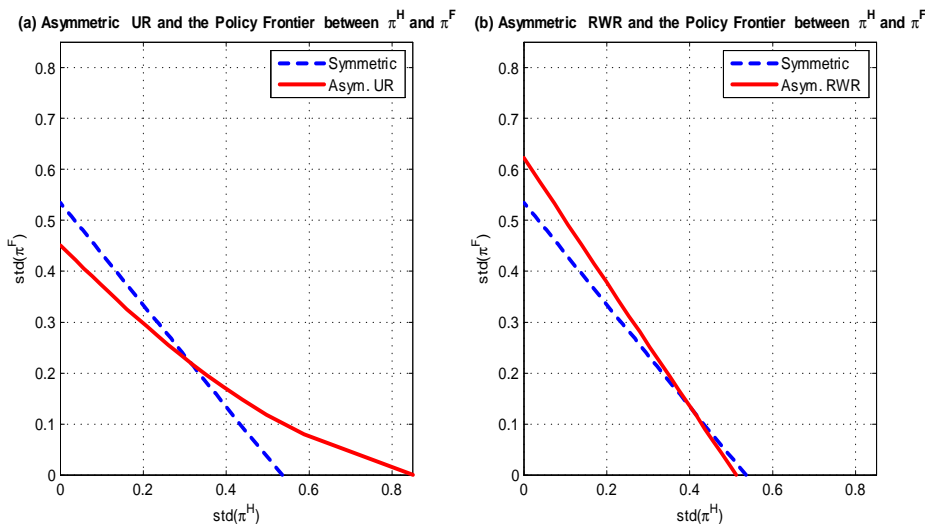 (a) Asymmetric UR and the Policy Frontier between π^H and π^F
Symmetric
Asym. UR
0.8
0.7
0.6
0.5
0.4
0.3
0.2
0.1
0
std(π^F)
0
0.2
0.4
0.6
0.8
std(π^H)
(b) Asymmetric RWR and the Policy Frontier between π^H and π^F
Symmetric
Asym. RWR
0.8
0.7
0.6
0.5
0.4
0.3
0.2
0.1
0
std(π^F)
0
0.2
0.4
0.6
0.8
std(π^H)